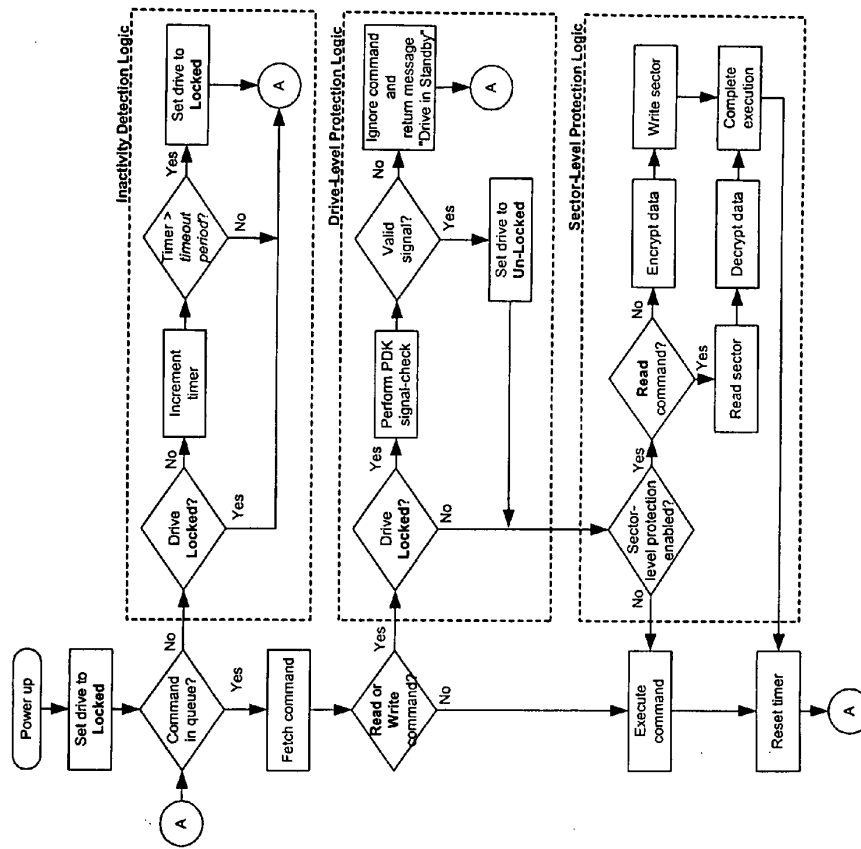 Power up
Set drive to
Locked
A
Command
in queue?
No
Yes
Fetch command
Read or
Write
command?
Yes
No
Execute
command
Reset timer
A
Inactivity Detection Logic
Drive
Locked?
No
Yes
Increment
timer
Timer >
timeout
period?
Yes
No
Set drive to
Locked
A
Drive-Level Protection Logic
Drive
Locked?
Yes
No
Perform PDK
signal-check
Valid
signal?
No
Yes
Ignore command
and
return message
"Drive in Standby"
A
Set drive to
Un-Locked
Sector-Level Protection Logic
Sector-
level protection
enabled?
No
Yes
Read
command?
No
Yes
Encrypt data
Write sector
Read sector
Decrypt data
Complete
execution